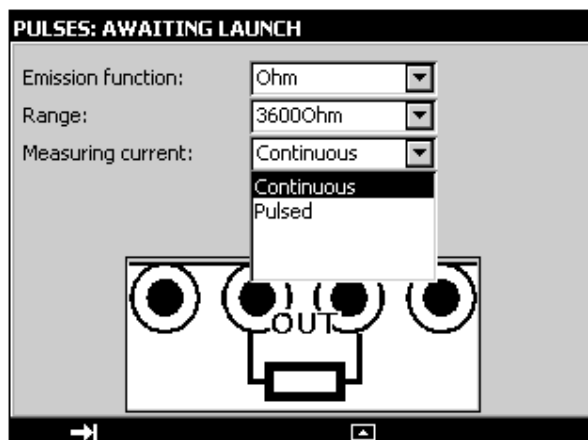 PULSES: AWAITING LAUNCH
Emission function: Ohm
Range: 3600Ohm
Measuring current: Continuous
Continuous
Pulsed
OUT